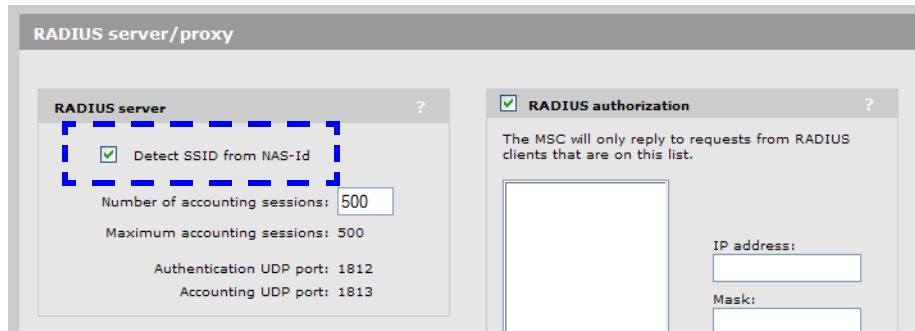 RADIUS server/proxy
RADIUS server ?
Detect SSID from NAS-Id
Number of accounting sessions: 500
Maximum accounting sessions: 500
Authentication UDP port: 1812
Accounting UDP port: 1813
RADIUS authorization ?
The MSC will only reply to requests from RADIUS
clients that are on this list.
IP address:
Mask: